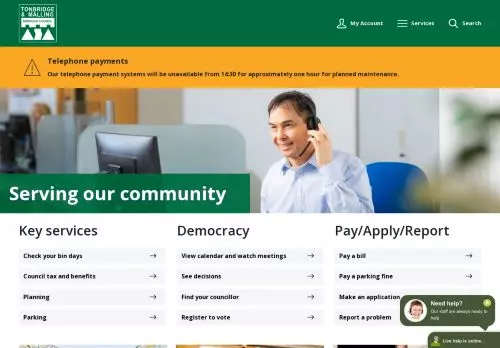 TONBRIDGE
& MALLING
BOROUGH COUNCIL
My Account
Services
Search
Telephone payments
Our telephone payment systems will be unavailable from 14:30 for approximately one hour for planned maintenance.
Serving our community
Key services
Check your bin days
Council tax and benefits
Planning
Parking
Democracy
View calendar and watch meetings
See decisions
Find your councillor
Register to vote
Pay/Apply/Report
Pay a bill
Pay a parking fine
Make an application
Report a problem
Need help?
Our staff are always ready to
help
Live help is online...